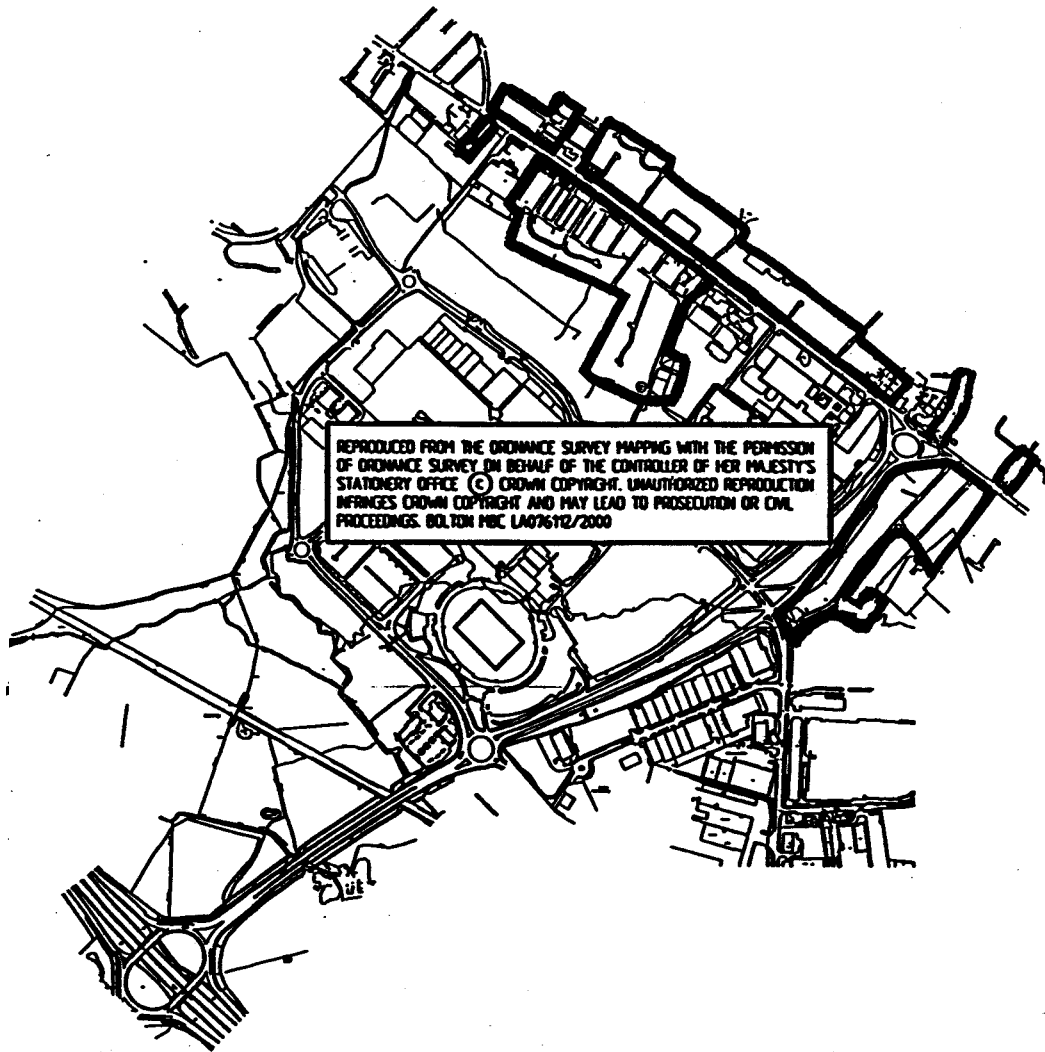 REPRODUCED FROM THE ORDNANCE SURVEY MAPPING WITH THE PERMISSION
OF ORDNANCE SURVEY ON BEHALF OF THE CONTROLLER OF HER MAJESTY'S
STATIONERY OFFICE © CROWN COPYRIGHT. UNAUTHORIZED REPRODUCTION
INFRINGES CROWN COPYRIGHT AND MAY LEAD TO PROSECUTION OR CIVIL
PROCEEDINGS. BOLTON MBC LA076112/2000